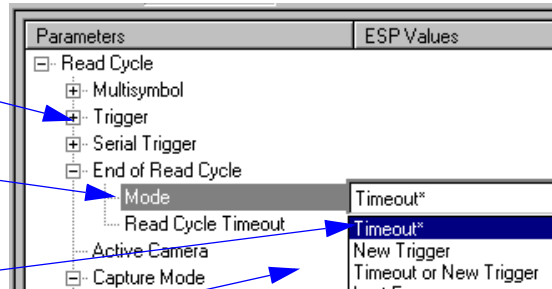 Parameters ESP Values
Read Cycle
Multisymbol
Trigger
Serial Trigger
End of Read Cycle
Mode Timeout*
Read Cycle Timeout Timeout*
Active Camera New Trigger
Capture Mode Timeout or New Trigger